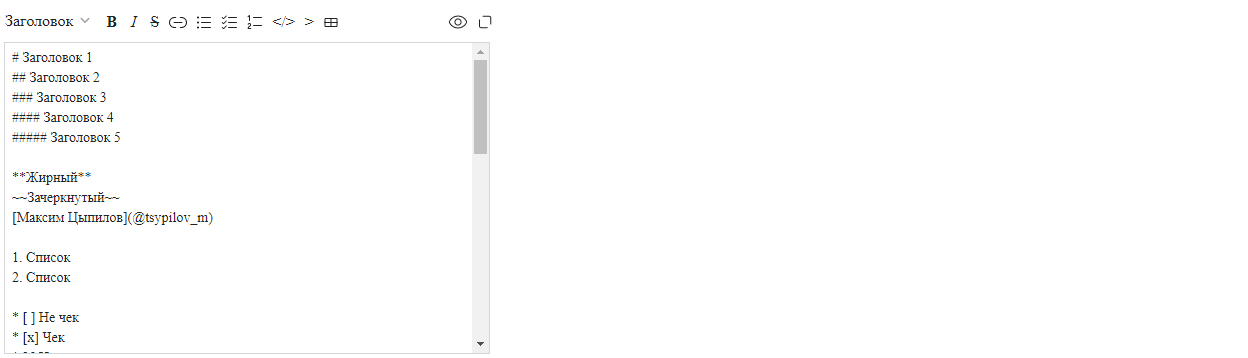 Заголовок B I S </> >
# Заголовок 1
## Заголовок 2
### Заголовок 3
#### Заголовок 4
##### Заголовок 5
**Жирный**
~~Зачеркнутый~~
[Максим Цыпилов](@tsypilov_m)
1. Список
2. Список
* [ ] Не чек
* [x] Чек